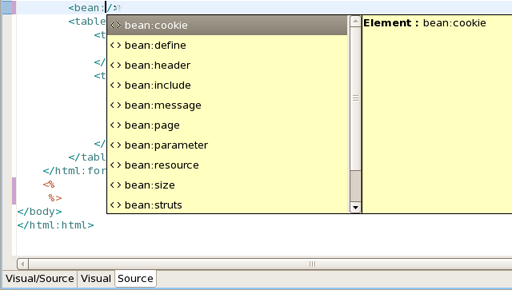 <bean:/>
<table
<t
</
<t
</
</tabl
</html:for
<%
%>
</body>
</html:html>
<> bean:cookie
<> bean:define
<> bean:header
<> bean:include
<> bean:message
<> bean:page
<> bean:parameter
<> bean:resource
<> bean:size
<> bean:struts
Element : bean:cookie
Visual/Source Visual Source